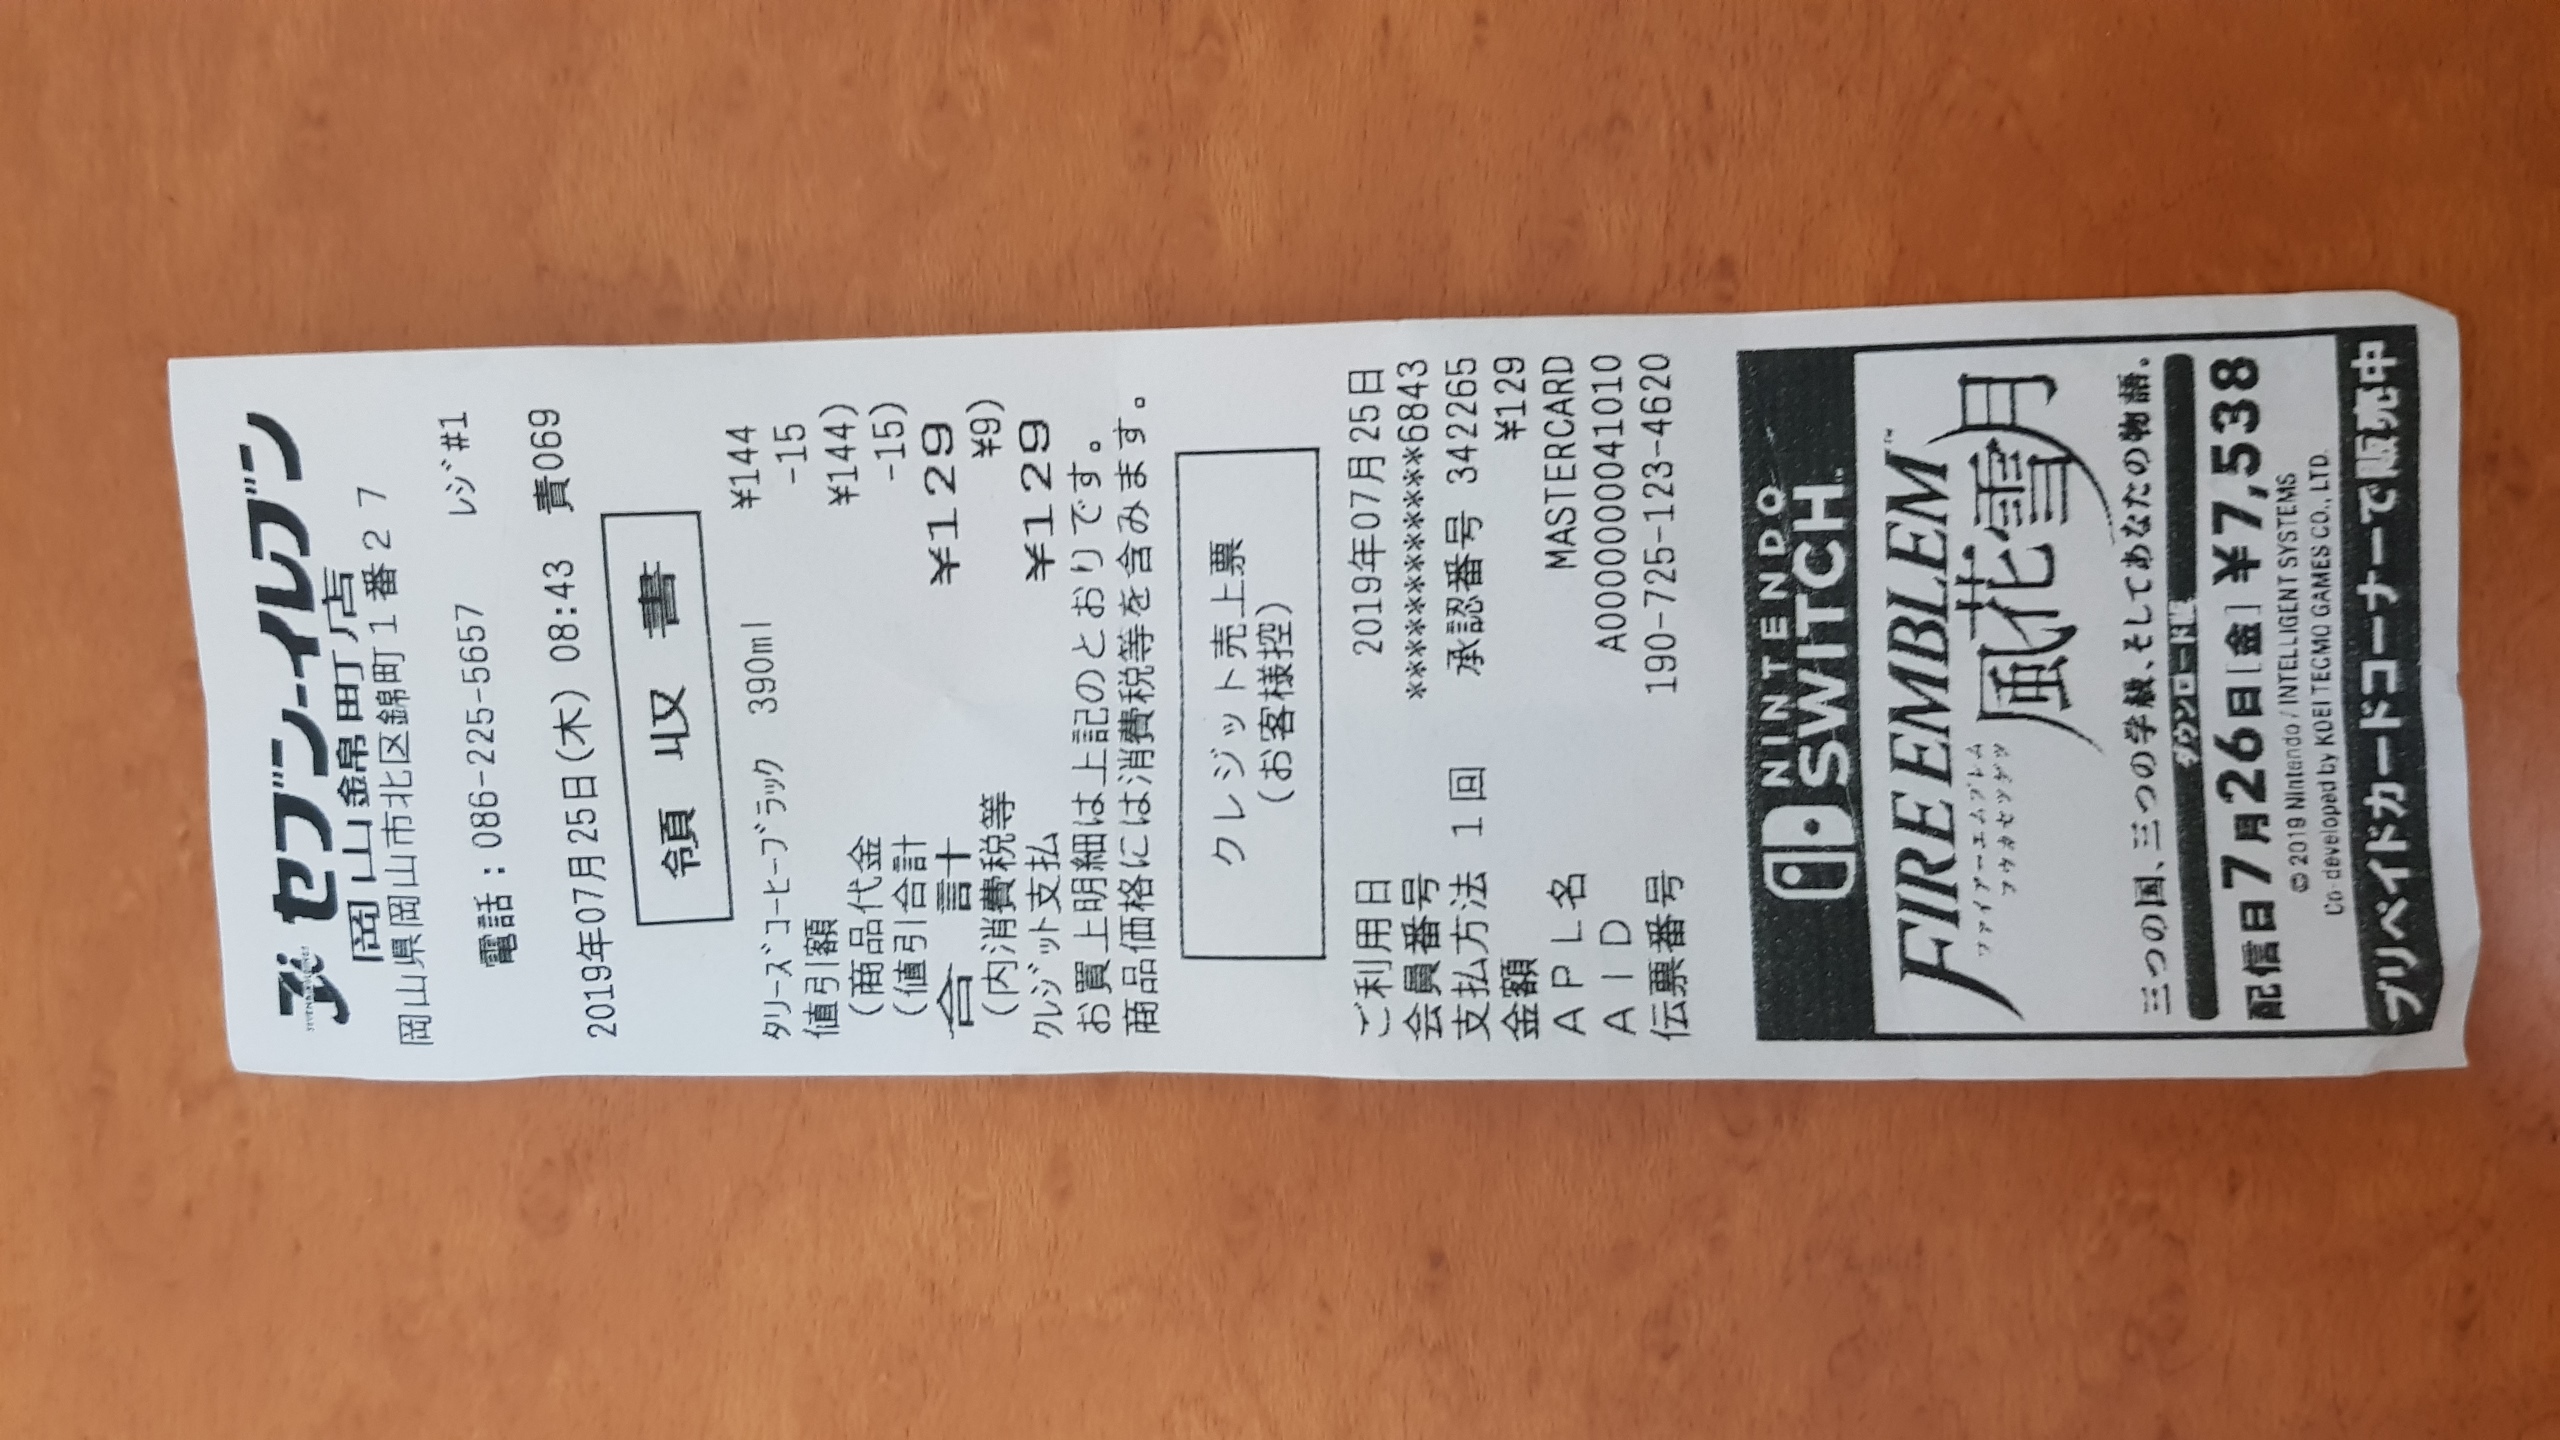 セブン-イレブン
岡山錦町店
岡山県岡山市北区錦町1番27
電話:086-225-5657 レジ#1
2019年07月25日(木) 08:43 責069
領収書
タリーズコーヒーブラック 390ml ¥144
値引額 -15
(商品代金 ¥144)
(値引合計 -15)
合 計 ¥129
(内消費税等 ¥9)
クレジット支払 ¥129
お買上明細は上記のとおりです。
商品価格には消費税等を含みます。
クレジット売上票
(お客様控)
ご利用日 2019年07月25日
会員番号 ************6843
支払方法 1回 承認番号 342265
金額 ¥129
APL名 MASTERCARD
AID A0000000041010
伝票番号 190-725-123-4620
NINTENDO
SWITCH™
FIRE EMBLEM™
ファイアーエムブレム
フウカセツゲツ
風花雪月
三つの国、三つの学級、そしてあなたの物語。
ダウンロード版
配信日7月26日[金] ¥7,538
© 2019 Nintendo / INTELLIGENT SYSTEMS
Co-developed by KOEI TECMO GAMES CO., LTD.
プリペイドカードコーナーで販売中